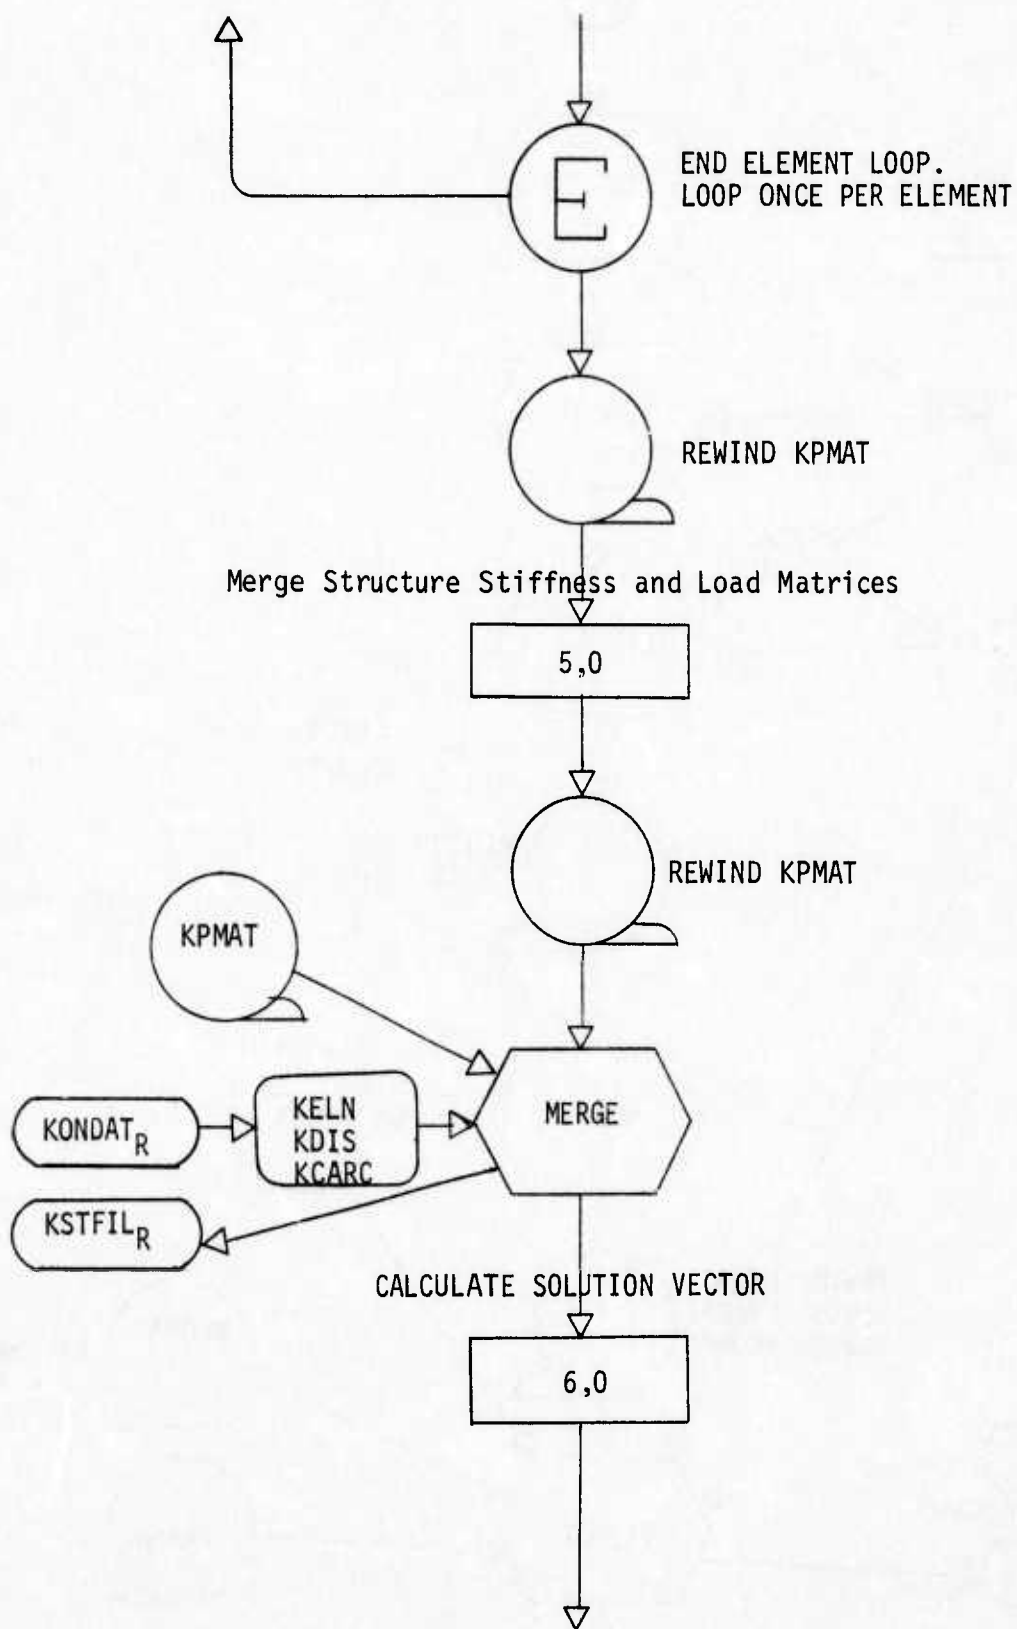 E
END ELEMENT LOOP.
LOOP ONCE PER ELEMENT
REWIND KPMAT
Merge Structure Stiffness and Load Matrices
5,0
REWIND KPMAT
KPMAT
KONDATR
KELN
KDIS
KCARC
MERGE
KSTFILR
CALCULATE SOLUTION VECTOR
6,0